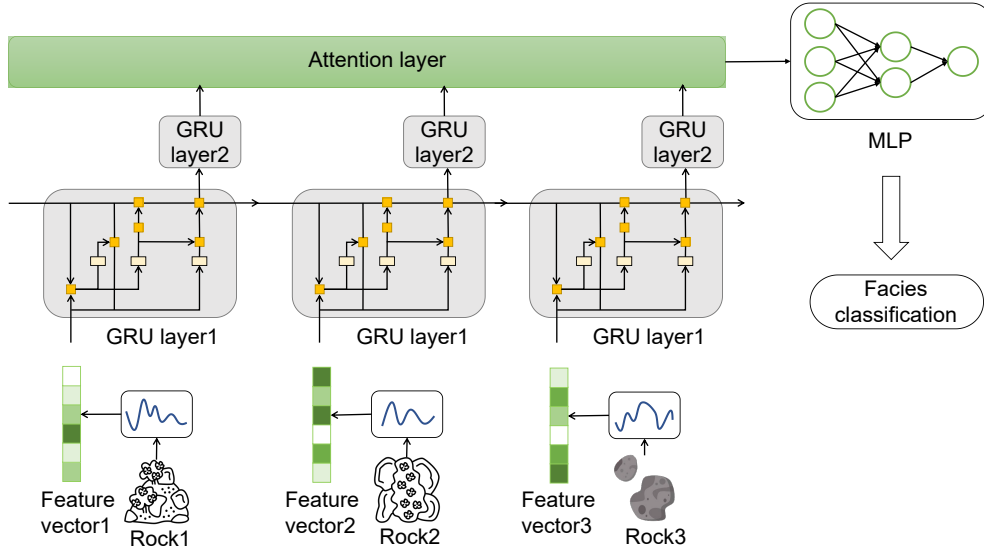 Attention layer
GRU
layer2
GRU
layer2
GRU
layer2
MLP
GRU layer1
GRU layer1
GRU layer1
Facies
classification
Feature
vector1
Rock1
Feature
vector2
Rock2
Feature
vector3
Rock3